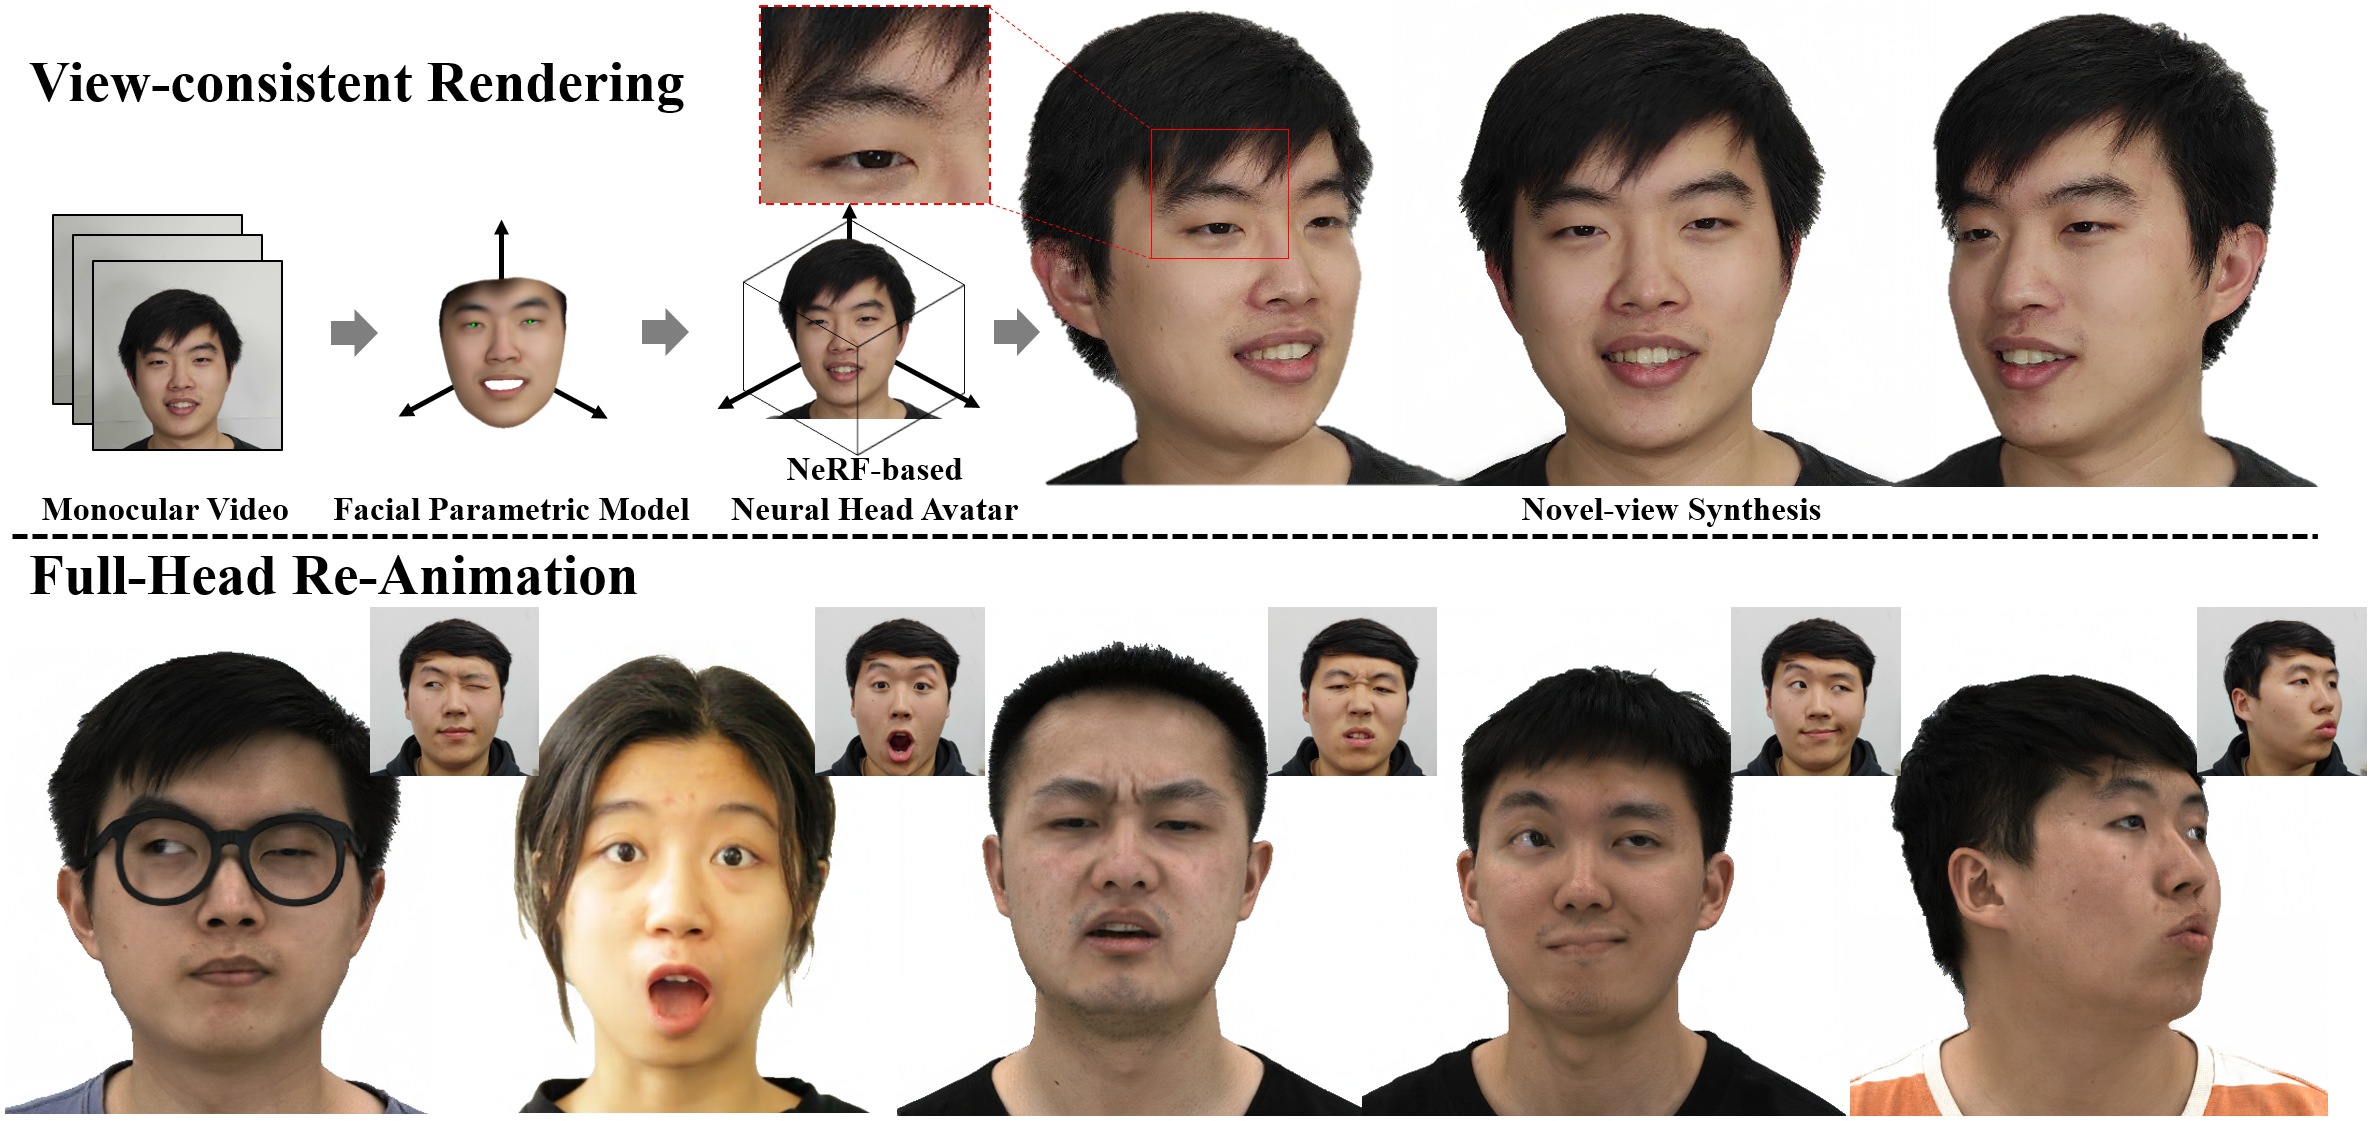 View-consistent Rendering
Monocular Video
Facial Parametric Model
NeRF-based
Neural Head Avatar
Novel-view Synthesis
Full-Head Re-Animation